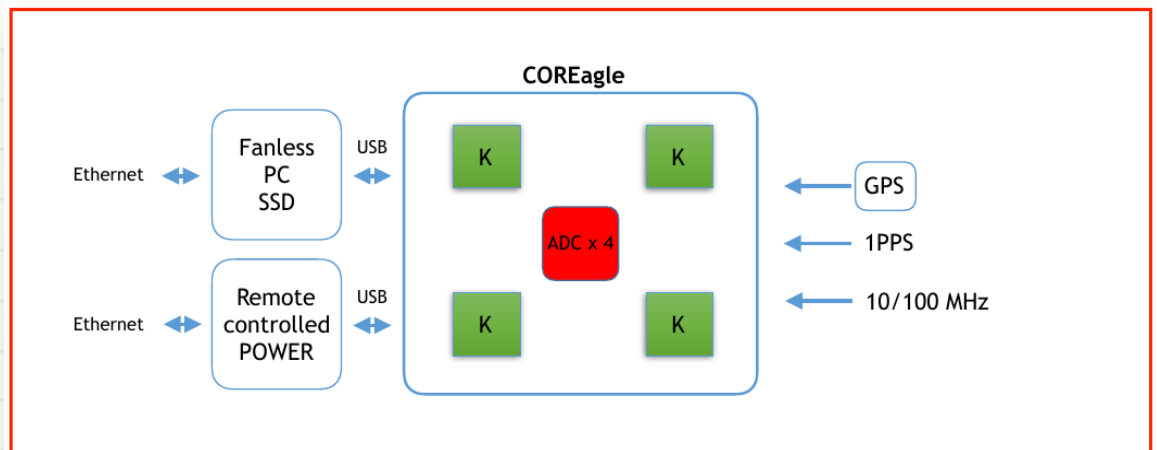 COREagle
Ethernet
Fanless
PC
SSD
USB
K
K
GPS
ADC x 4
1PPS
Ethernet
Remote
controlled
POWER
USB
K
K
10/100 MHz